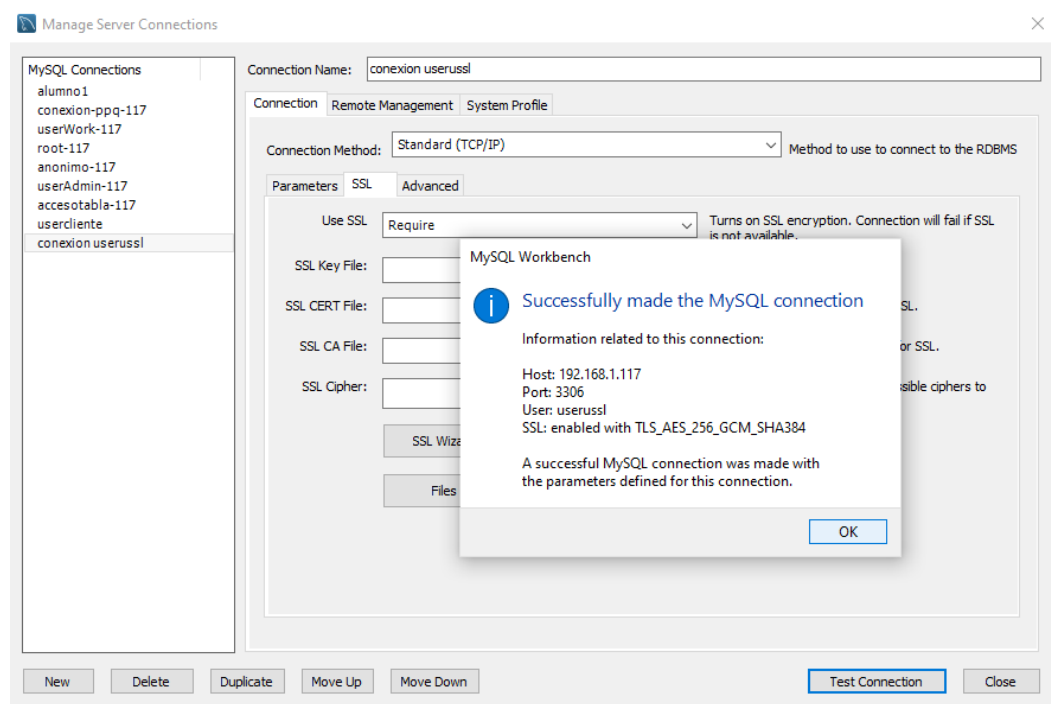 Manage Server Connections
MySQL Connections
alumno1
conexion-ppq-117
userWork-117
root-117
anonimo-117
userAdmin-117
accesotabla-117
usercliente
conexion userussl
Connection Name: conexion userussl
Connection Remote Management System Profile
Connection Method: Standard (TCP/IP) Method to use to connect to the RDBMS
Parameters SSL Advanced
Use SSL Require Turns on SSL encryption. Connection will fail if SSL
is not available.
SSL Key File:
SSL CERT File: SSL.
SSL CA File: or SSL.
SSL Cipher: ciphers to
SSL
Files
MySQL Workbench
Successfully made the MySQL connection
Information related to this connection:
Host: 192.168.1.117
Port: 3306
User: userussl
SSL: enabled with TLS_AES_256_GCM_SHA384
A successful MySQL connection was made with
the parameters defined for this connection.
OK
New Delete Duplicate Move Up Move Down Test Connection Close